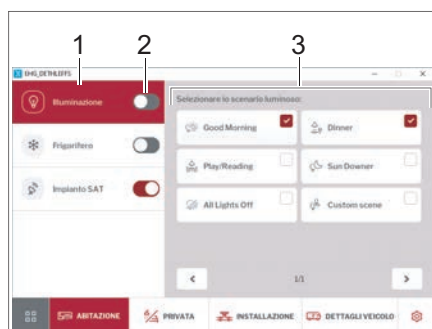 1 2 3
EHG_DETHLEFFS
Illuminazione
Frigorifero
Impianto SAT
Selezionare lo scenario luminoso:
Good Morning
Dinner
Play/Reading
Sun Downer
All Lights Off
Custom scene
1/1
ABITAZIONE
PRIVATA
INSTALLAZIONE
DETTAGLI VEICOLO